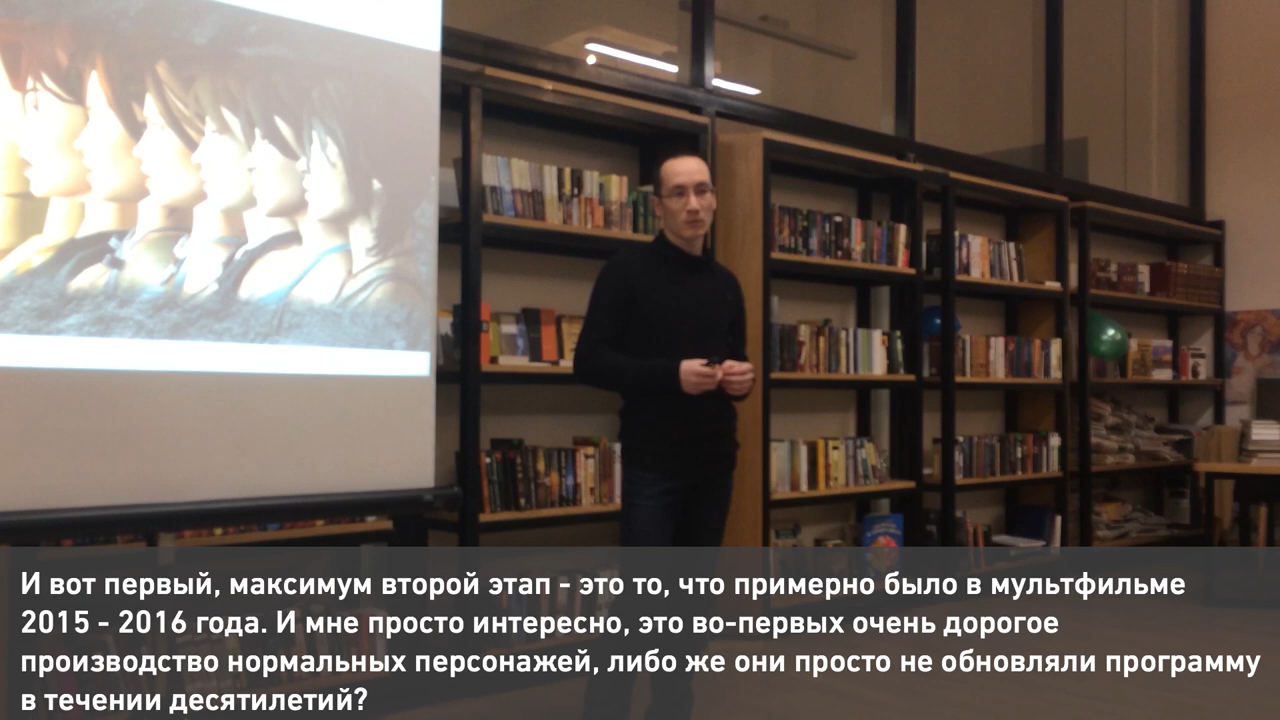 И вот первый, максимум второй этап - это то, что примерно было в мультфильме
2015 - 2016 года. И мне просто интересно, это во-первых очень дорогое
производство нормальных персонажей, либо же они просто не обновляли программу
в течении десятилетий?